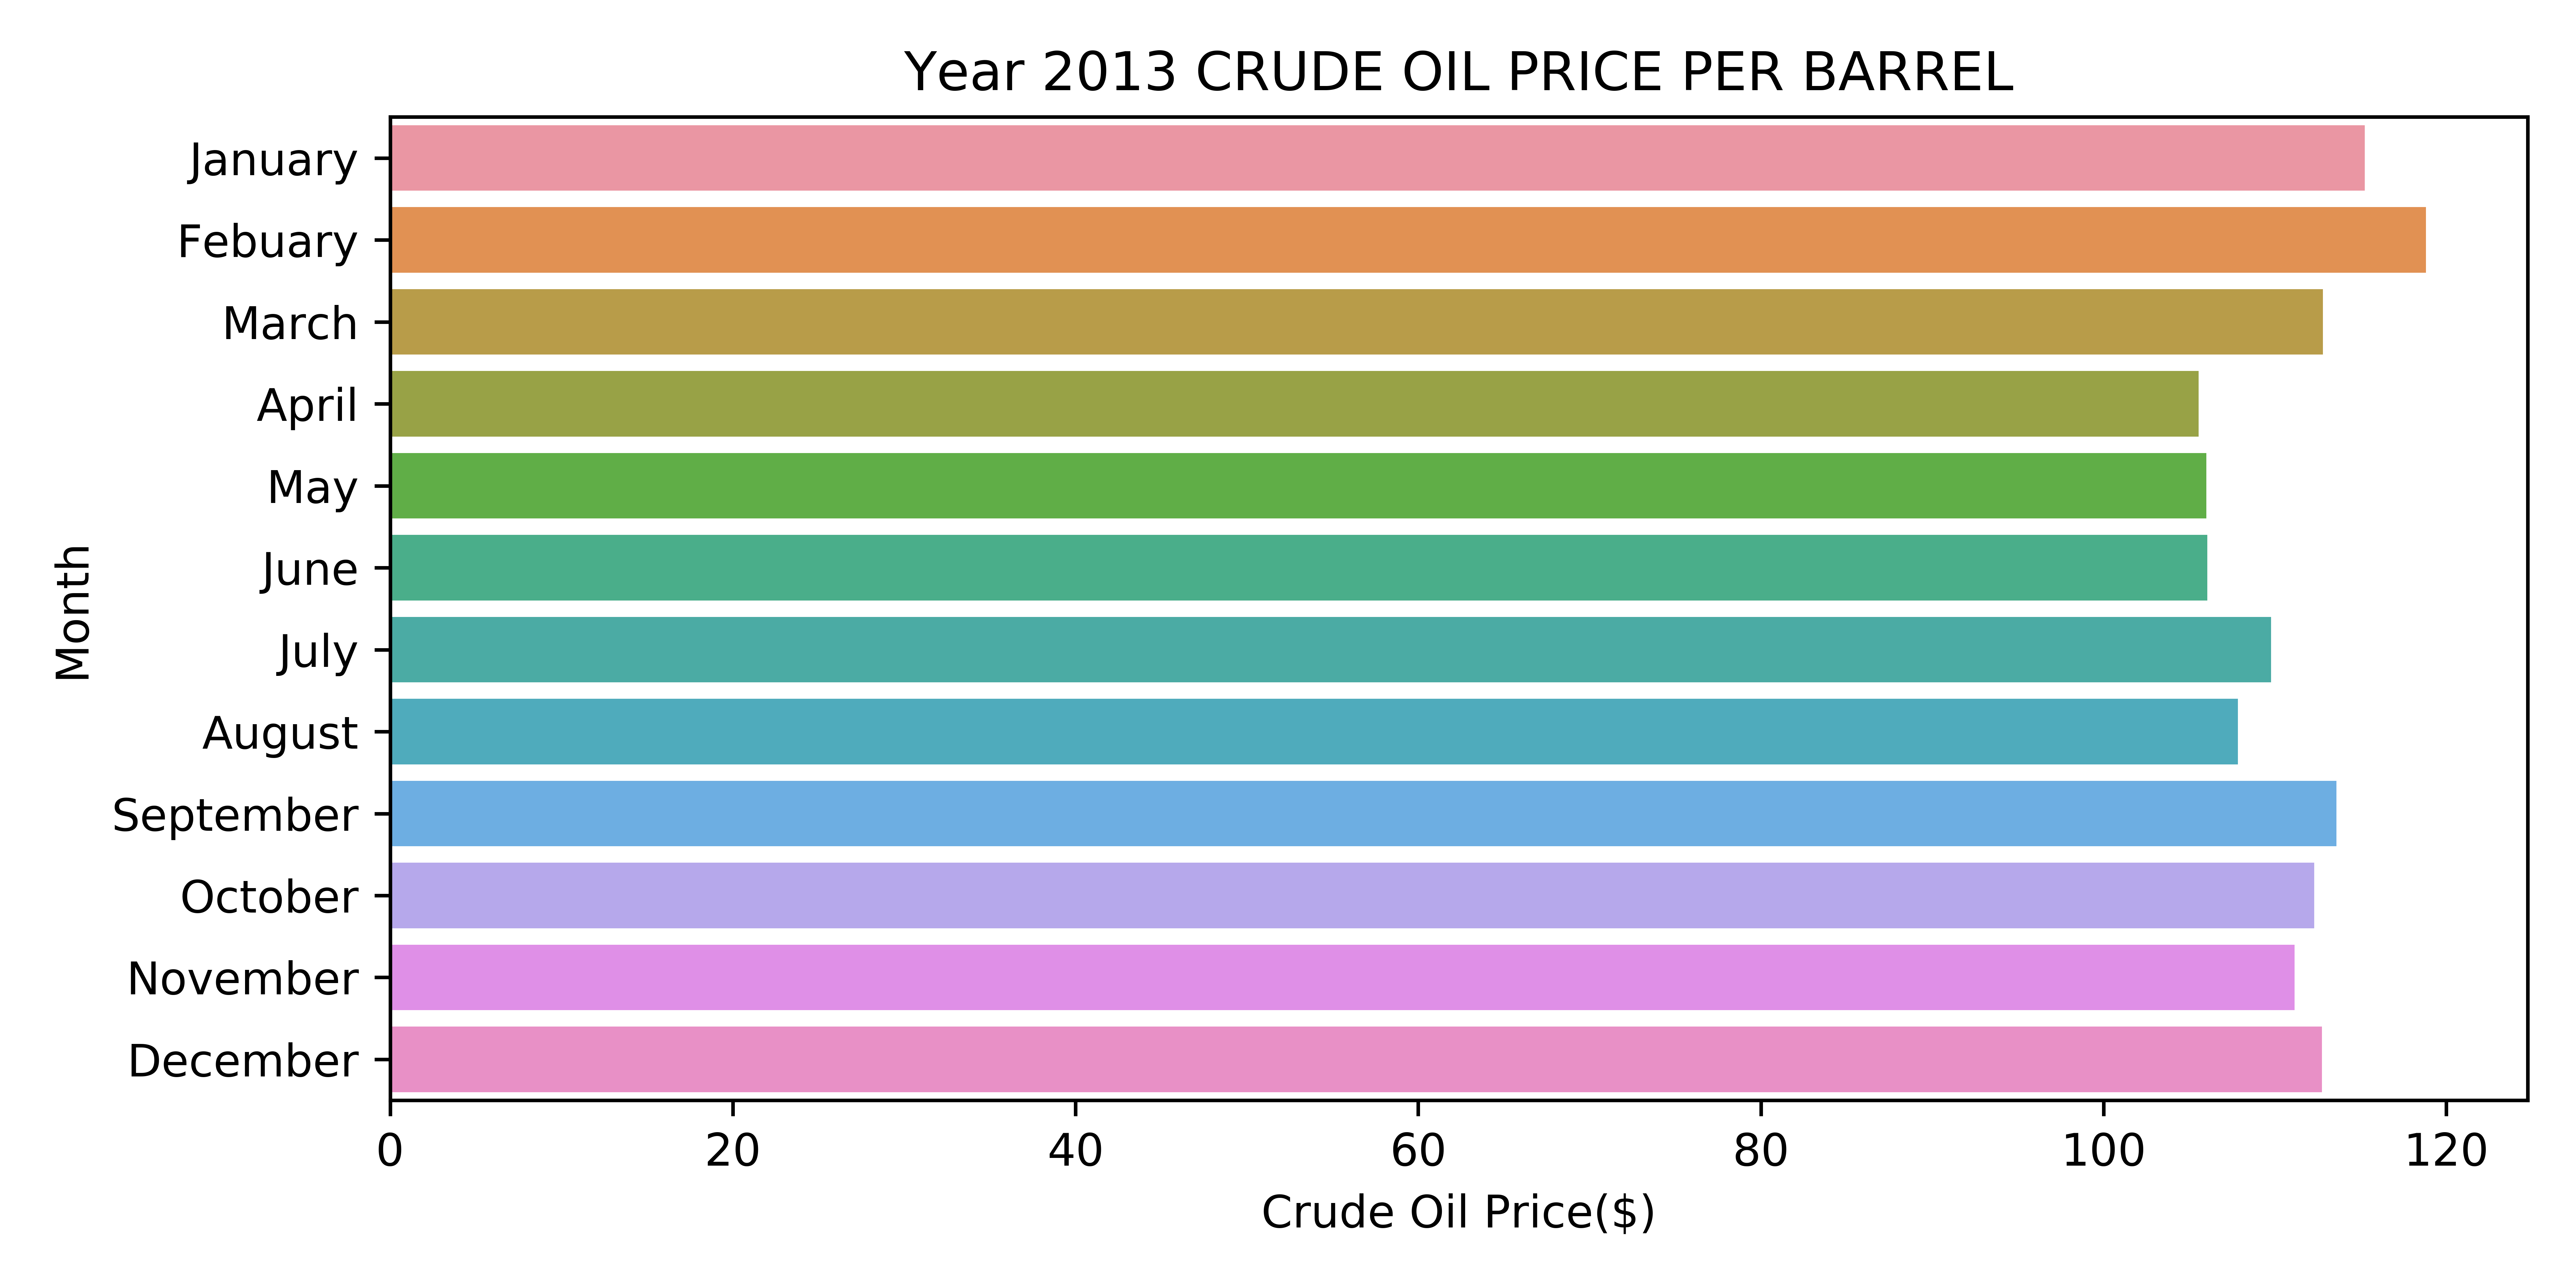 Year 2013 CRUDE OIL PRICE PER BARREL
January
Febuary
March
April
May
June
July
August
September
October
November
December
Month
0 20 40 60 80 100 120
Crude Oil Price($)